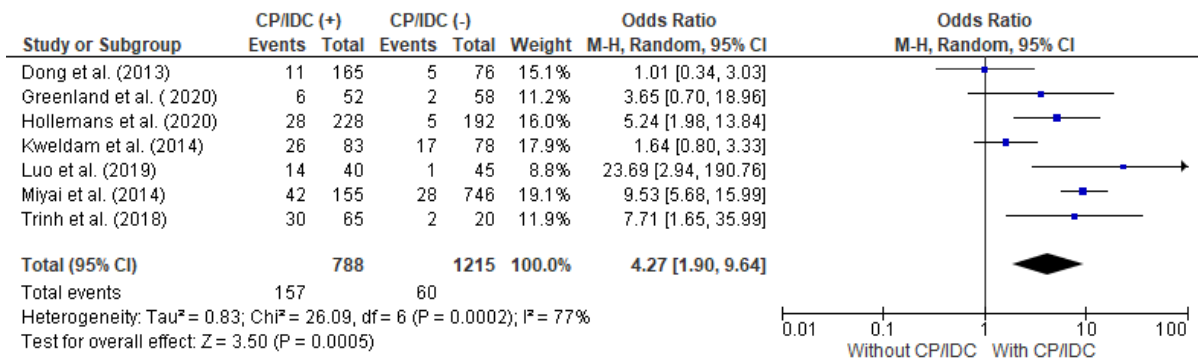 CP/IDC (+) CP/IDC (-) Odds Ratio Odds Ratio
Study or Subgroup Events Total Events Total Weight M-H, Random, 95% CI M-H, Random, 95% CI
Dong et al. (2013) 11 165 5 76 15.1% 1.01 [0.34, 3.03]
Greenland et al. ( 2020) 6 52 2 58 11.2% 3.65 [0.70, 18.96]
Hollemans et al. (2020) 28 228 5 192 16.0% 5.24 [1.98, 13.84]
Kweldam et al. (2014) 26 83 17 78 17.9% 1.64 [0.80, 3.33]
Luo et al. (2019) 14 40 1 45 8.8% 23.69 [2.94, 190.76]
Miyai et al. (2014) 42 155 28 746 19.1% 9.53 [5.68, 15.99]
Trinh et al. (2018) 30 65 2 20 11.9% 7.71 [1.65, 35.99]
Total (95% CI) 788 1215 100.0% 4.27 [1.90, 9.64]
Total events 157 60
Heterogeneity: Tau² = 0.83; Chi² = 26.09, df = 6 (P = 0.0002); I² = 77%
Test for overall effect: Z = 3.50 (P = 0.0005)
0.01 0.1 1 10 100
Without CP/IDC With CP/IDC